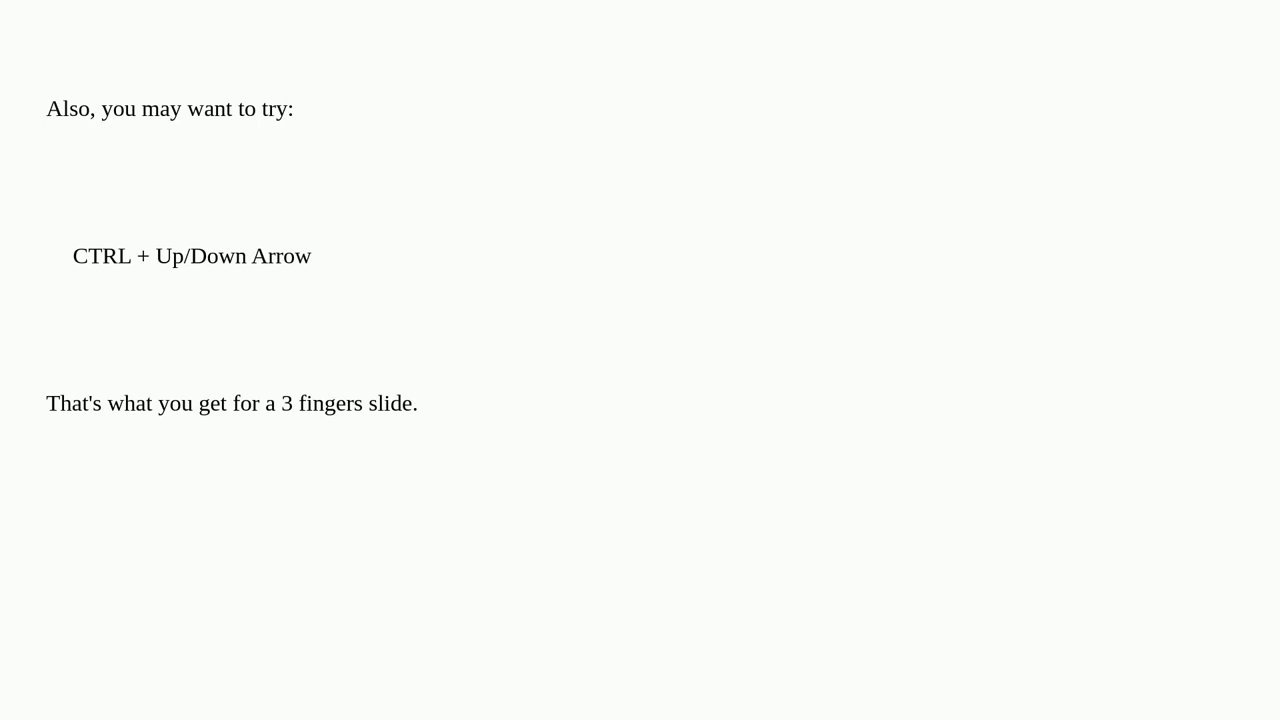 Also, you may want to try:
CTRL + Up/Down Arrow
That's what you get for a 3 fingers slide.